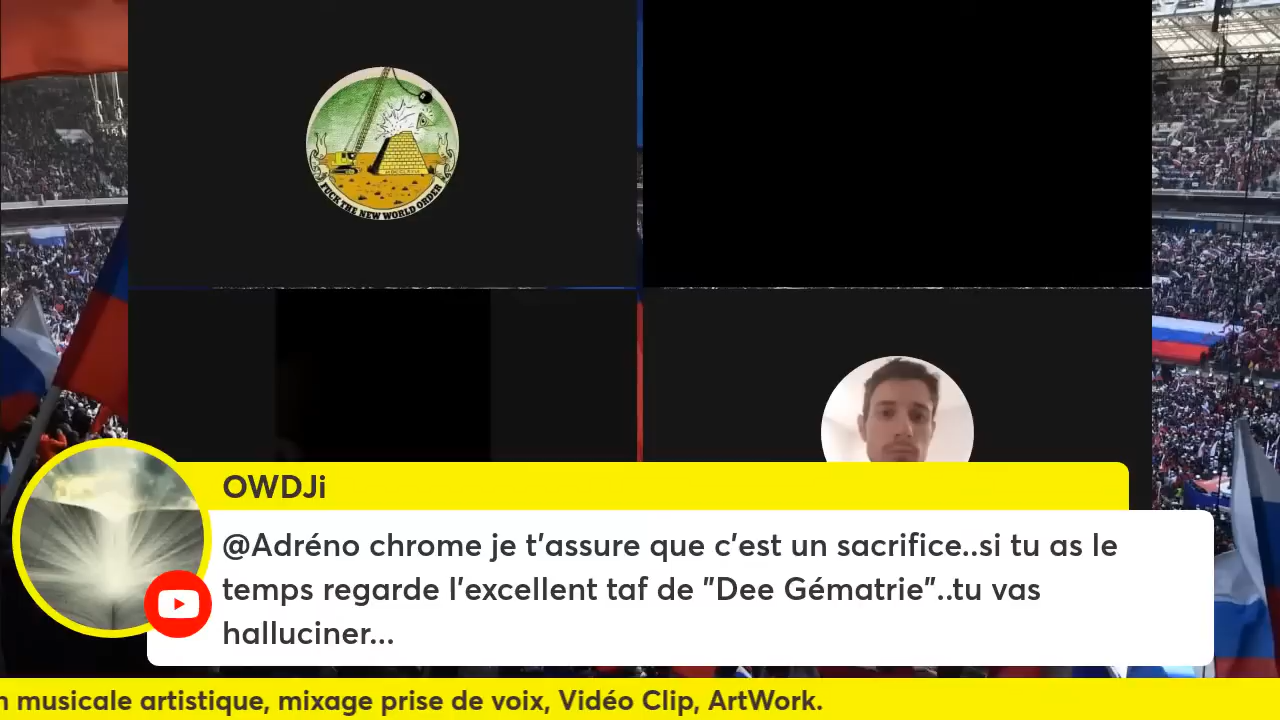 FUCK THE NEW WORLD ORDER
OWDJi
@Adréno chrome je t'assure que c'est un sacrifice..si tu as le
temps regarde l'excellent taf de "Dee Gématrie"..tu vas
halluciner...
n musicale artistique, mixage prise de voix, Vidéo Clip, ArtWork.